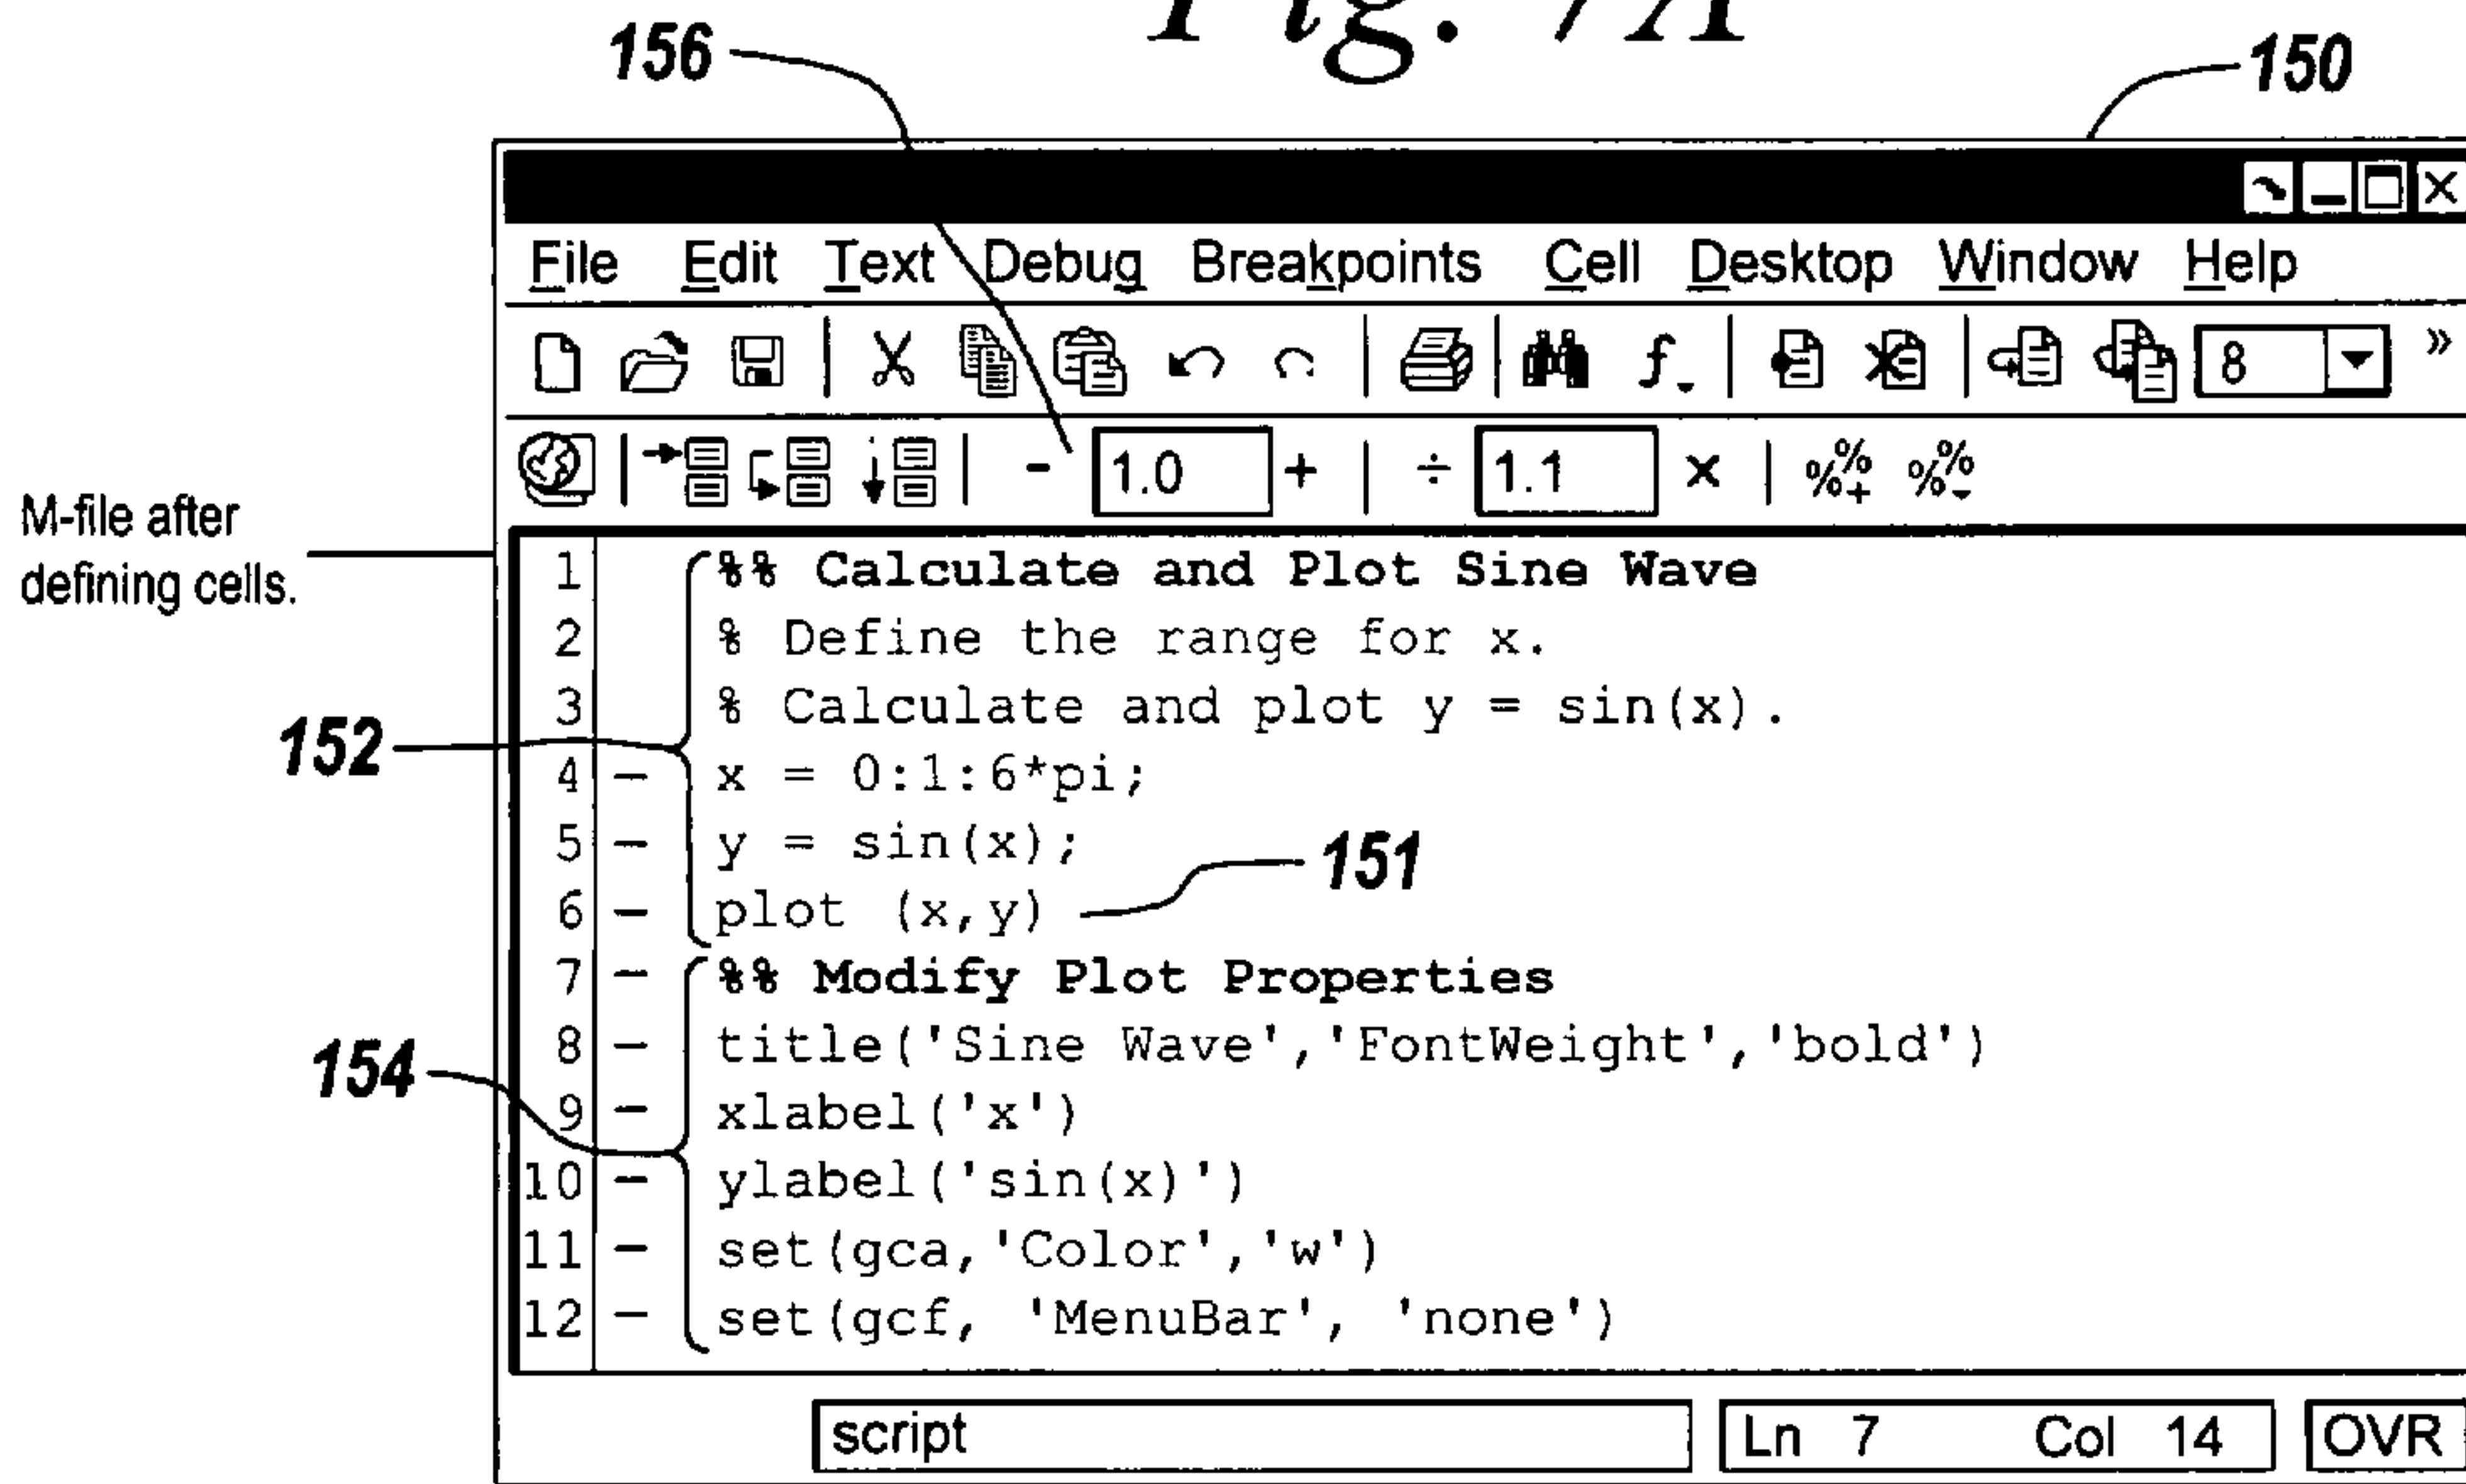 Fig. 7A
156
150
File Edit Text Debug Breakpoints Cell Desktop Window Help
8 »
- 1.0 + ÷ 1.1 × %%+ %%-
M-file after
defining cells.
1 %% Calculate and Plot Sine Wave
2 % Define the range for x.
3 % Calculate and plot y = sin(x).
152
4 - x = 0:1:6*pi;
5 - y = sin(x);
151
6 - plot (x,y)
7 - %% Modify Plot Properties
8 - title('Sine Wave','FontWeight','bold')
154
9 - xlabel('x')
10 - ylabel('sin(x)')
11 - set(gca,'Color','w')
12 - set(gcf, 'MenuBar', 'none')
script Ln 7 Col 14 OVR